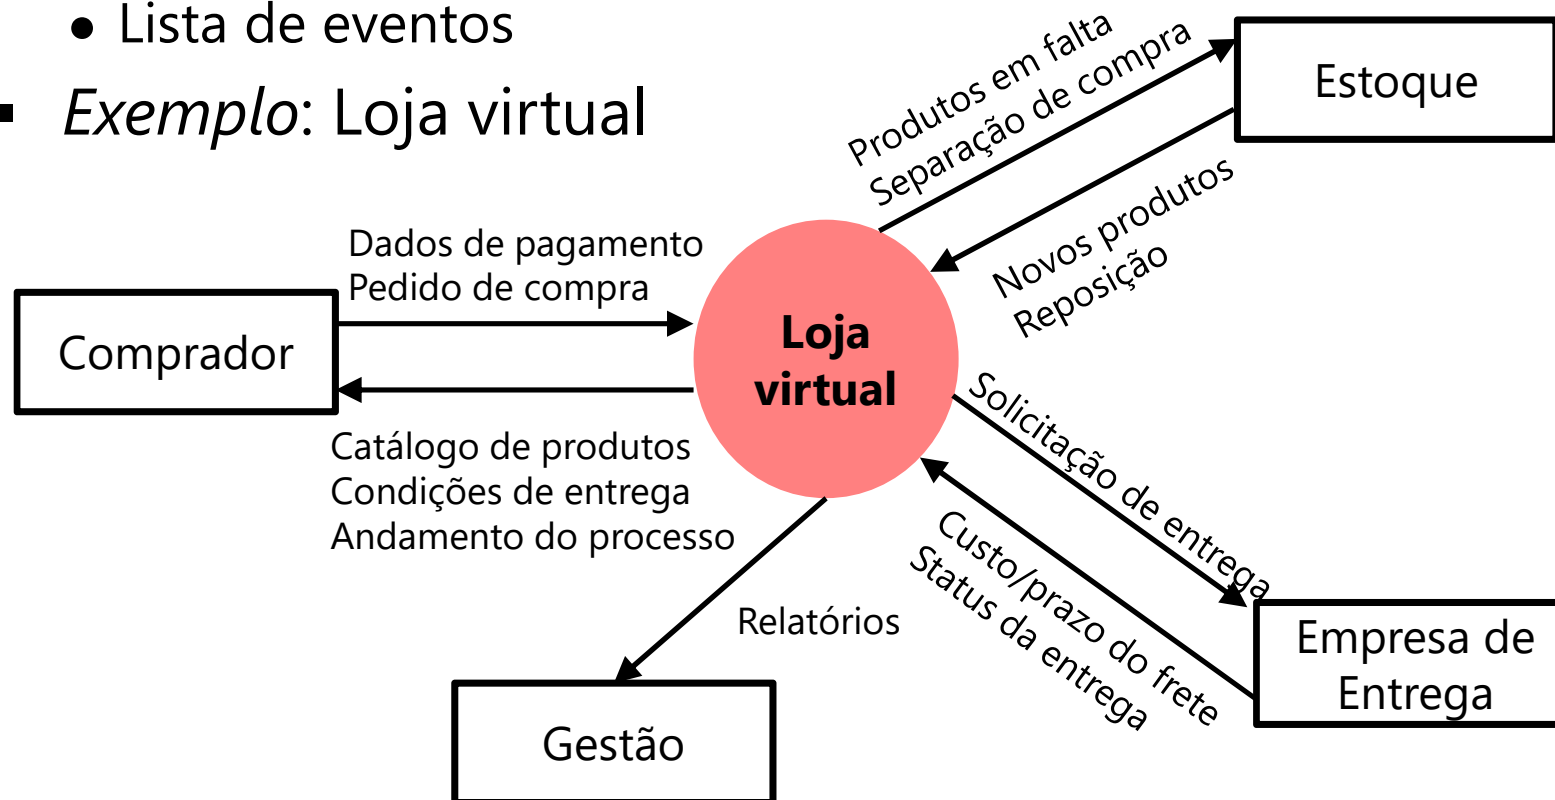 ● Lista de eventos
▪ Exemplo: Loja virtual
Produtos em falta
Separação de compra
Estoque
Novos produtos
Reposição
Dados de pagamento
Pedido de compra
Comprador
Loja
virtual
Catálogo de produtos
Condições de entrega
Andamento do processo
Solicitação de entrega
Custo/prazo do frete
Status da entrega
Relatórios
Empresa de
Entrega
Gestão